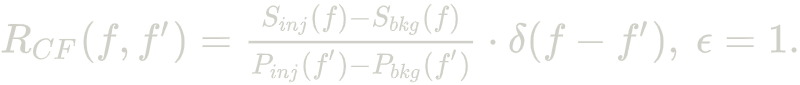 R_{CF}(f, f') = \frac{S_{inj}(f) - S_{bkg}(f)}{P_{inj}(f') - P_{bkg}(f')} \cdot \delta(f - f'), \epsilon = 1.